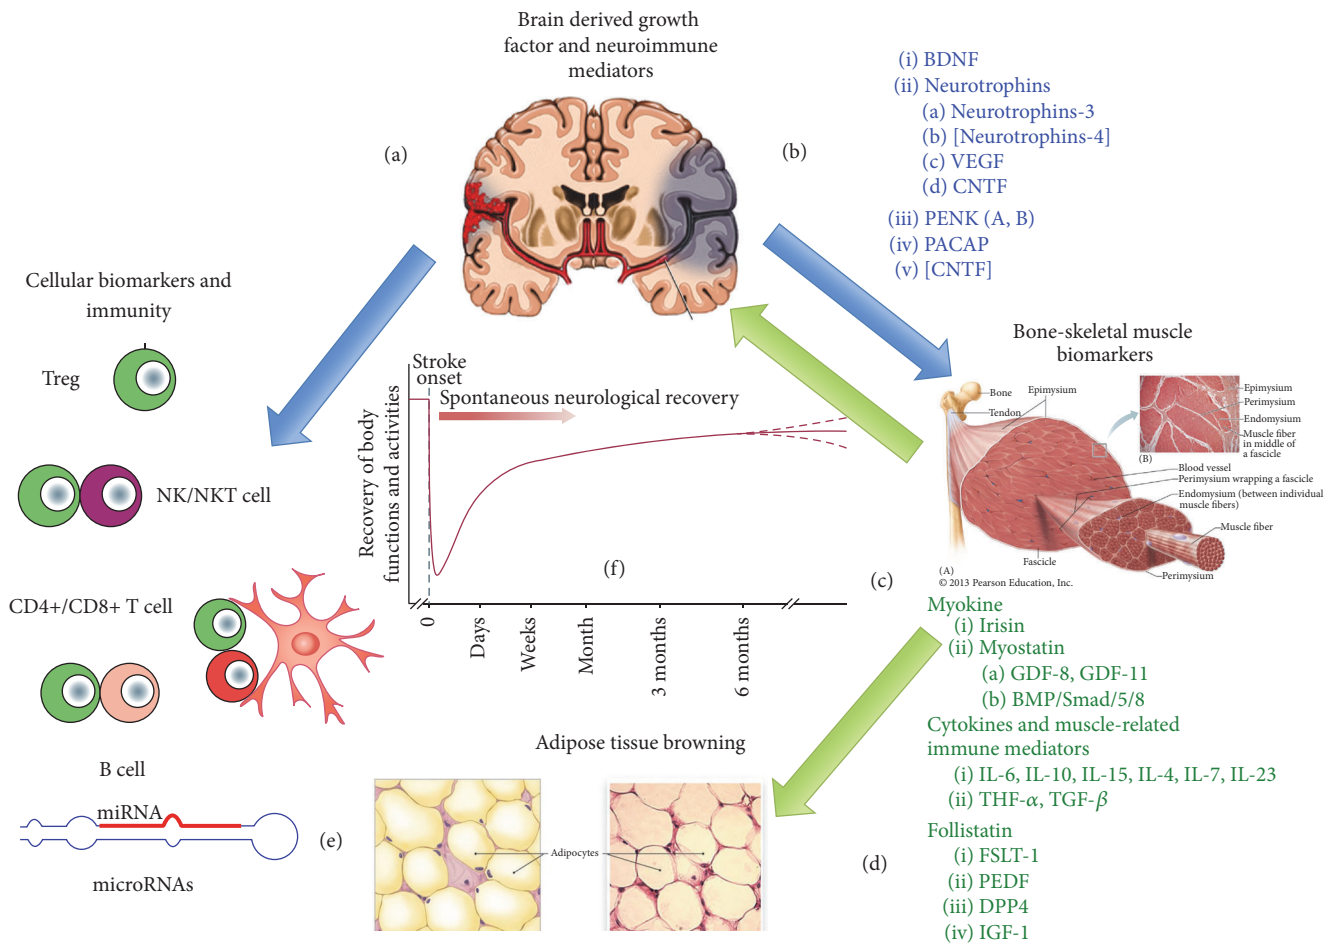 Brain derived growth
factor and neuroimmune
mediators
(a)
(b)
(i) BDNF
(ii) Neurotrophins
(a) Neurotrophins-3
(b) [Neurotrophins-4]
(c) VEGF
(d) CNTF
(iii) PENK (A, B)
(iv) PACAP
(v) [CNTF]
Cellular biomarkers and
immunity
Treg
NK/NKT cell
CD4+/CD8+ T cell
B cell
miRNA
microRNAs
(e)
Stroke
onset
Spontaneous neurological recovery
Recovery of body
functions and activities
(f)
0
Days
Weeks
Month
3 months
6 months
Bone-skeletal muscle
biomarkers
Bone
Epimysium
Tendon
Epimysium
Perimysium
Endomysium
Muscle fiber
in middle of
a fascicle
(B)
Blood vessel
Perimysium wrapping a fascicle
Endomysium (between individual
muscle fibers)
Muscle fiber
Fascicle
Perimysium
(A)
© 2013 Pearson Education, Inc.
(c)
Myokine
(i) Irisin
(ii) Myostatin
(a) GDF-8, GDF-11
(b) BMP/Smad/5/8
Cytokines and muscle-related
immune mediators
(i) IL-6, IL-10, IL-15, IL-4, IL-7, IL-23
(ii) THF-α, TGF-β
Follistatin
(i) FSLT-1
(ii) PEDF
(iii) DPP4
(iv) IGF-1
(d)
Adipose tissue browning
Adipocytes